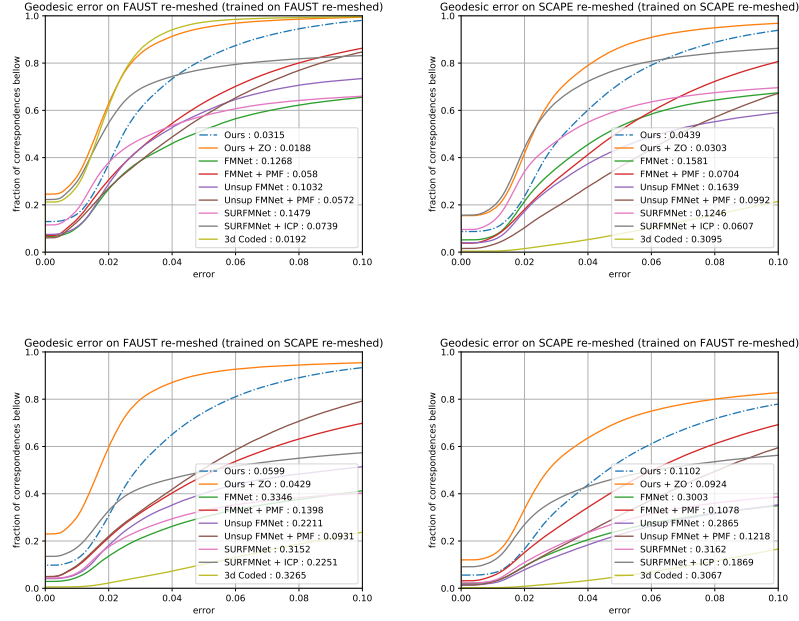 Geodesic error on FAUST re-meshed (trained on FAUST re-meshed)
1.0
0.8
0.6
0.4
0.2
0.0
fraction of correspondences bellow
Ours : 0.0315
Ours + ZO : 0.0188
FMNet : 0.1268
FMNet + PMF : 0.058
Unsup FMNet : 0.1032
Unsup FMNet + PMF : 0.0572
SURFMNet : 0.1479
SURFMNet + ICP : 0.0739
3d Coded : 0.0192
0.00 0.02 0.04 0.06 0.08 0.10
error
Geodesic error on SCAPE re-meshed (trained on SCAPE re-meshed)
1.0
0.8
0.6
0.4
0.2
0.0
fraction of correspondences bellow
Ours : 0.0439
Ours + ZO : 0.0303
FMNet : 0.1581
FMNet + PMF : 0.0704
Unsup FMNet : 0.1639
Unsup FMNet + PMF : 0.0992
SURFMNet : 0.1246
SURFMNet + ICP : 0.0607
3d Coded : 0.3095
0.00 0.02 0.04 0.06 0.08 0.10
error
Geodesic error on FAUST re-meshed (trained on SCAPE re-meshed)
1.0
0.8
0.6
0.4
0.2
0.0
fraction of correspondences bellow
Ours : 0.0599
Ours + ZO : 0.0429
FMNet : 0.3346
FMNet + PMF : 0.1398
Unsup FMNet : 0.2211
Unsup FMNet + PMF : 0.0931
SURFMNet : 0.3152
SURFMNet + ICP : 0.2251
3d Coded : 0.3265
0.00 0.02 0.04 0.06 0.08 0.10
error
Geodesic error on SCAPE re-meshed (trained on FAUST re-meshed)
1.0
0.8
0.6
0.4
0.2
0.0
fraction of correspondences bellow
Ours : 0.1102
Ours + ZO : 0.0924
FMNet : 0.3003
FMNet + PMF : 0.1078
Unsup FMNet : 0.2865
Unsup FMNet + PMF : 0.1218
SURFMNet : 0.3162
SURFMNet + ICP : 0.1869
3d Coded : 0.3067
0.00 0.02 0.04 0.06 0.08 0.10
error